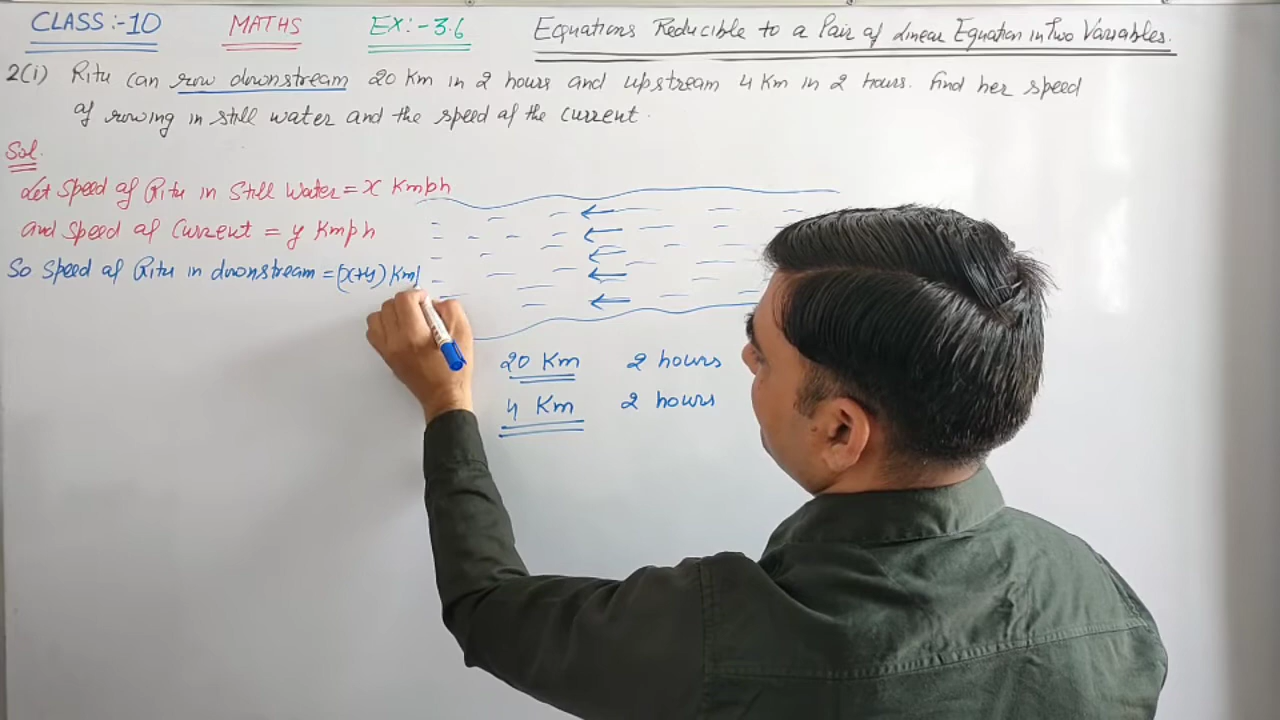 CLASS:-10 MATHS EX:-3.6 Equations Reducible to a Pair of Linear Equation in Two Variables.
2(i) Ritu can row downstream 20 Km in 2 hours and upstream 4 Km in 2 hours. Find her speed
of rowing in still water and the speed of the current.
Sol.
Let Speed of Ritu in Still Water = x Kmph
and Speed of Current = y Kmph
So Speed of Ritu in downstream = (x+y) Km/
20 Km 2 hours
4 Km 2 hours